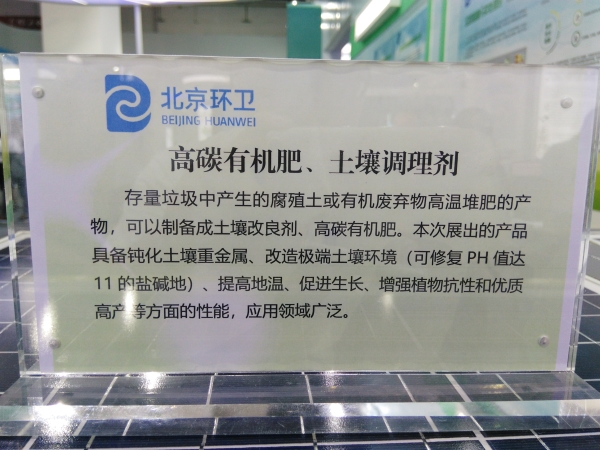 北京环卫
BEIJING HUANWEI
高碳有机肥、土壤调理剂
存量垃圾中产生的腐殖土或有机废弃物高温堆肥的产
物，可以制备成土壤改良剂、高碳有机肥。本次展出的产品
具备钝化土壤重金属、改造极端土壤环境（可修复 PH 值达
11 的盐碱地）、提高地温、促进生长、增强植物抗性和优质
高产等方面的性能，应用领域广泛。